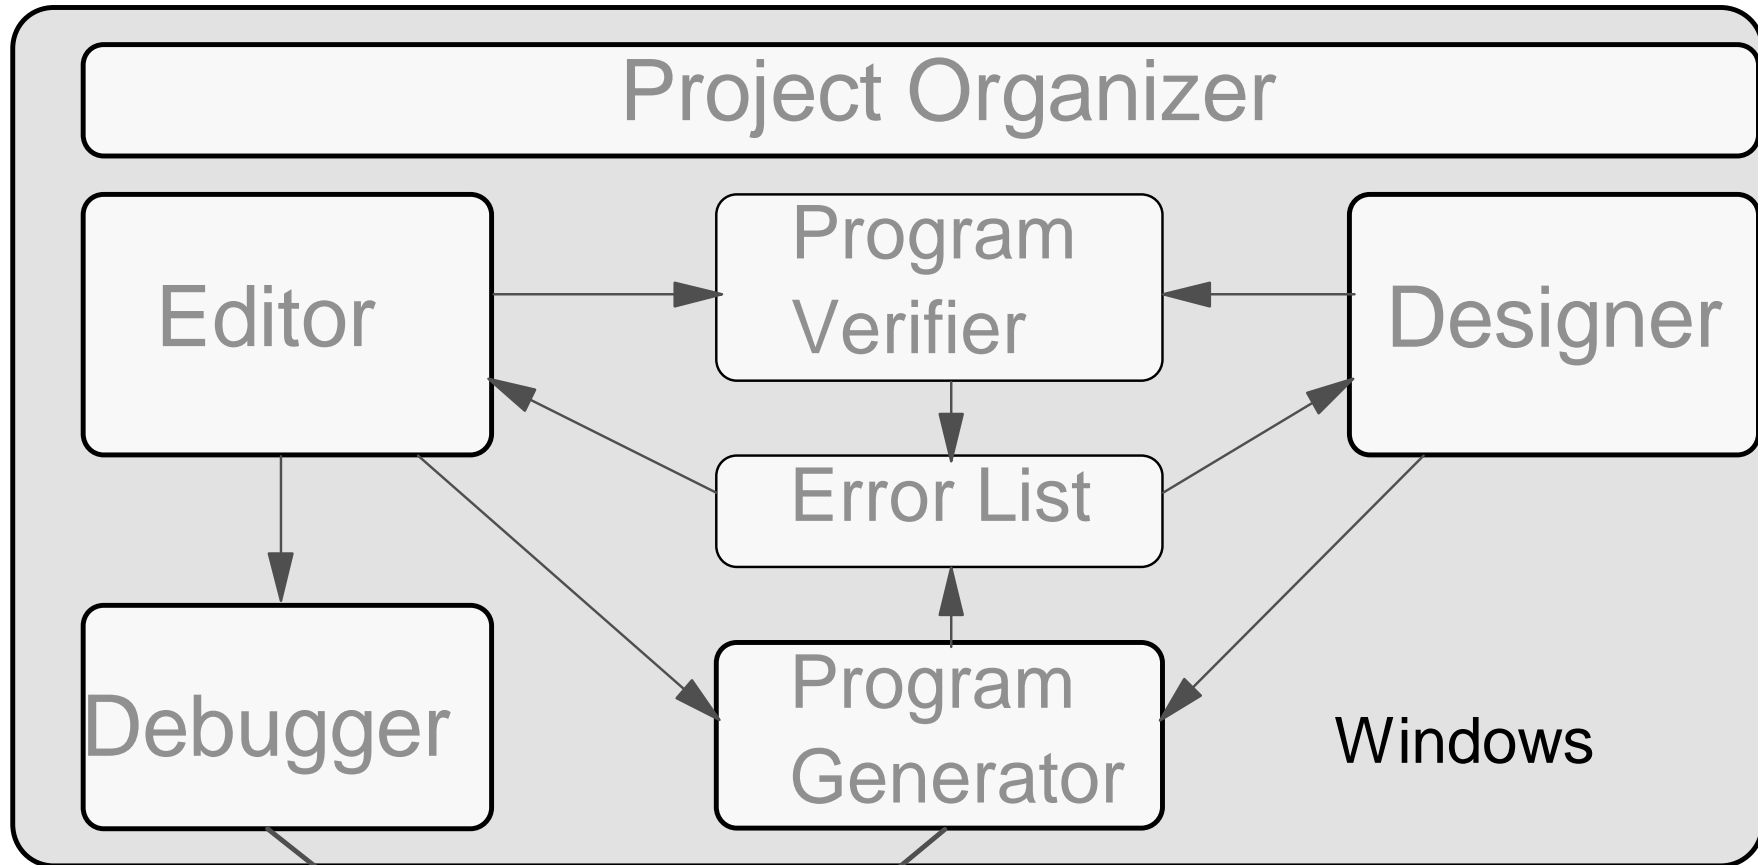 Project Organizer
Program
Verifier
Editor
Designer
Error List
Program
Generator
Debugger
Windows